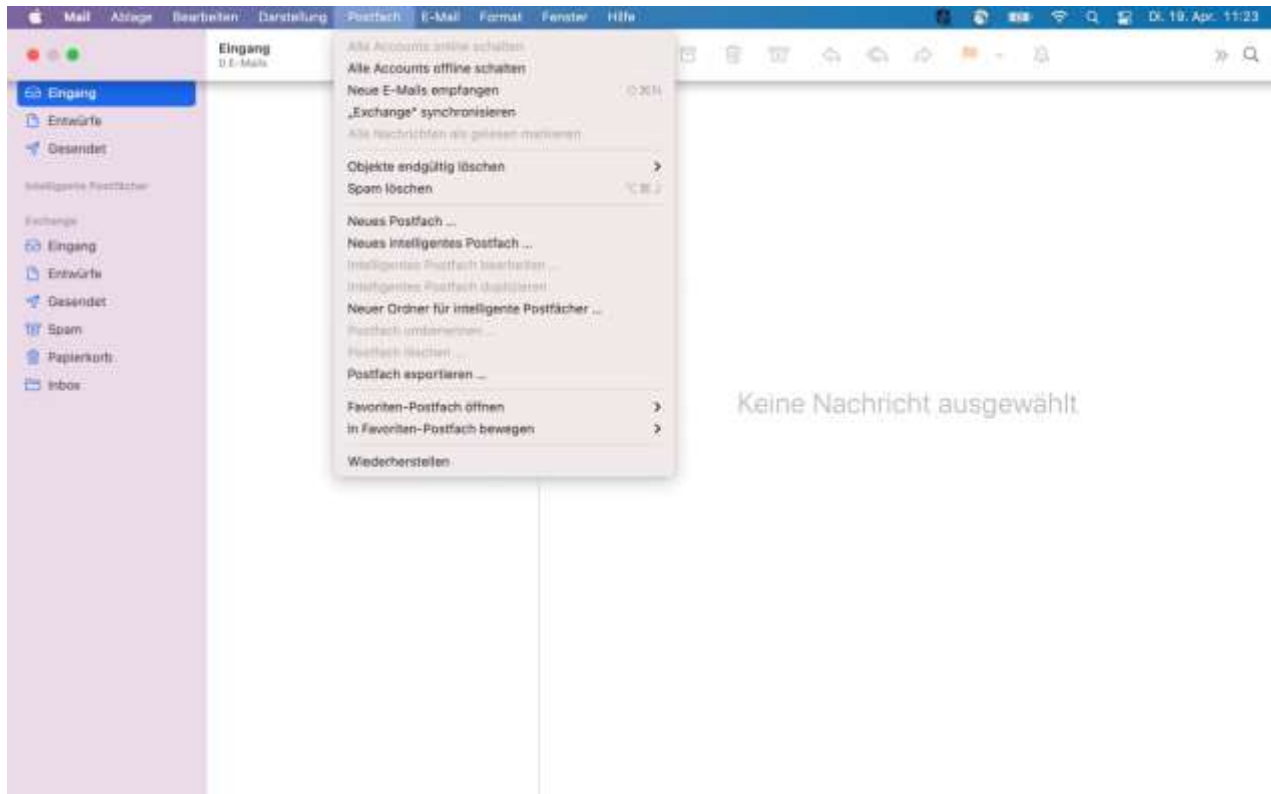 Mail Ablage Bearbeiten Darstellung Postfach E-Mail Format Fenster Hilfe Di. 19. Apr. 11:23
Eingang
0 E-Mails
Eingang
Entwürfe
Gesendet
Intelligente Postfächer
Exchange
Eingang
Entwürfe
Gesendet
Spam
Papierkorb
Inbox
Alle Accounts online schalten
Alle Accounts offline schalten
Neue E-Mails empfangen ⇧⌘N
„Exchange“ synchronisieren
Alle Nachrichten als gelesen markieren
Objekte endgültig löschen
Spam löschen ⌥⌘J
Neues Postfach ...
Neues intelligentes Postfach ...
Intelligentes Postfach bearbeiten ...
Intelligentes Postfach duplizieren
Neuer Ordner für intelligente Postfächer ...
Postfach umbenennen ...
Postfach löschen ...
Postfach exportieren ...
Favoriten-Postfach öffnen
In Favoriten-Postfach bewegen
Wiederherstellen
Keine Nachricht ausgewählt